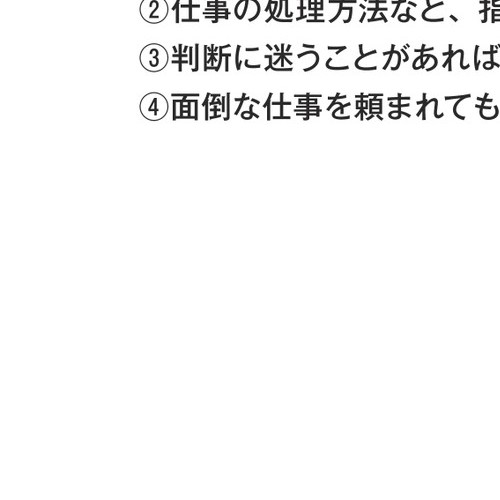 ②仕事の処理方法など、指
③判断に迷うことがあれば
④面倒な仕事を頼まれても